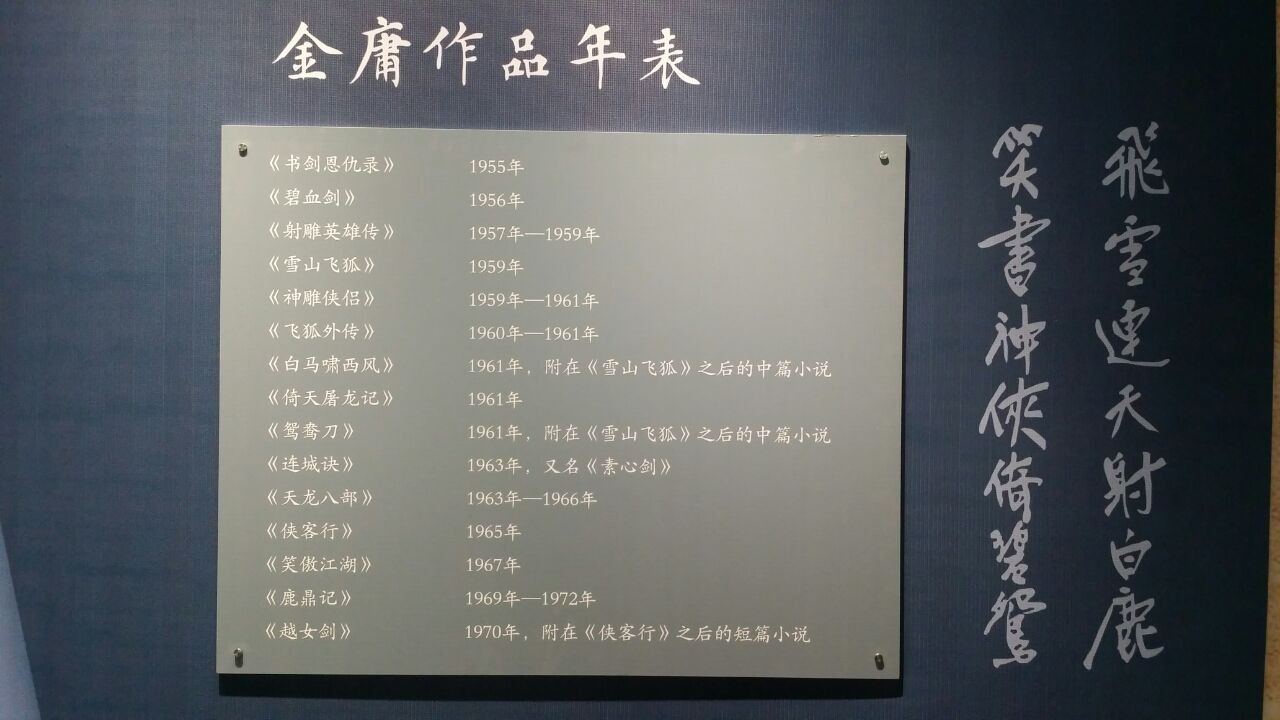 金庸作品年表
《书剑恩仇录》 1955年
《碧血剑》 1956年
《射雕英雄传》 1957年—1959年
《雪山飞狐》 1959年
《神雕侠侣》 1959年—1961年
《飞狐外传》 1960年—1961年
《白马啸西风》 1961年，附在《雪山飞狐》之后的中篇小说
《倚天屠龙记》 1961年
《鸳鸯刀》 1961年，附在《雪山飞狐》之后的中篇小说
《连城诀》 1963年，又名《素心剑》
《天龙八部》 1963年—1966年
《侠客行》 1965年
《笑傲江湖》 1967年
《鹿鼎记》 1969年—1972年
《越女剑》 1970年，附在《侠客行》之后的短篇小说
飛雪連天射白鹿
笑書神俠倚碧鴛